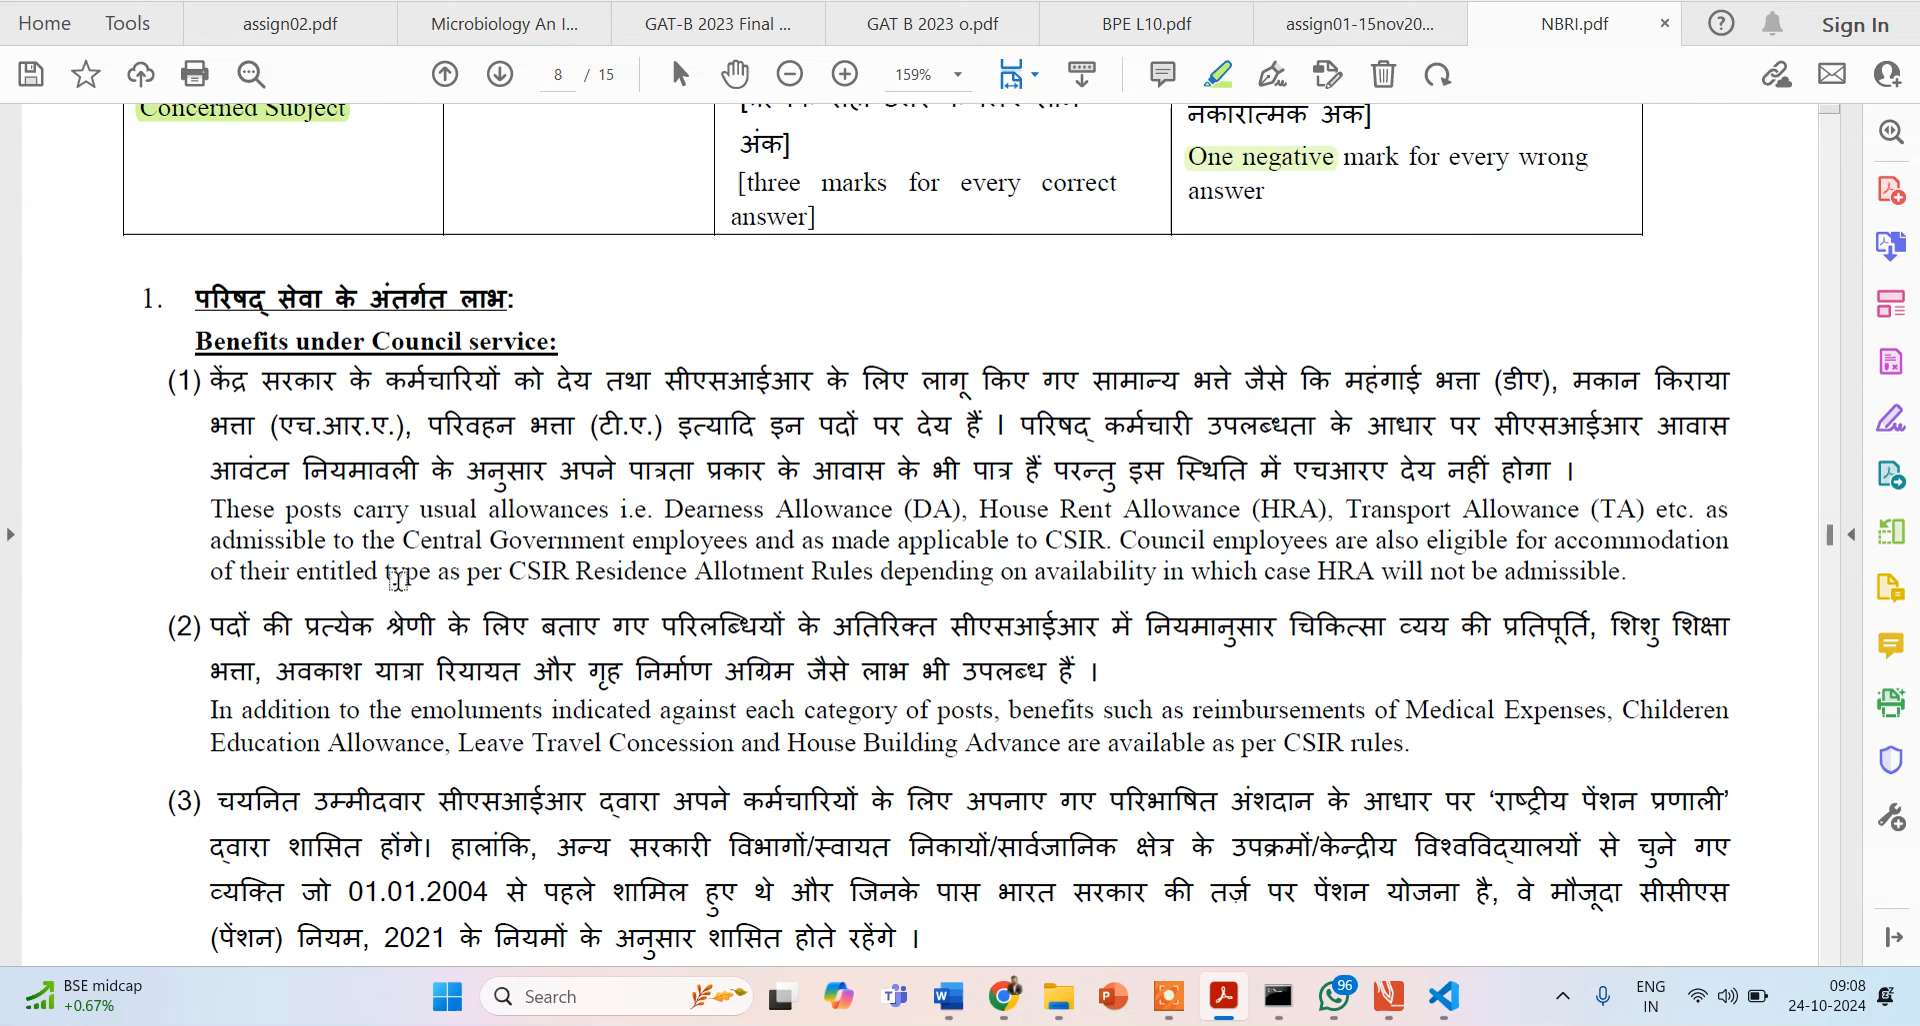 Home Tools assign02.pdf Microbiology An I... GAT-B 2023 Final ... GAT B 2023 o.pdf BPE L10.pdf assign01-15nov20... NBRI.pdf × Sign In
8 / 15 159%
Concerned Subject
अंक]
[three marks for every correct
answer]
नकारात्मक अंक]
One negative mark for every wrong
answer
1. परिषद् सेवा के अंतर्गत लाभ:
Benefits under Council service:
(1) केंद्र सरकार के कर्मचारियों को देय तथा सीएसआईआर के लिए लागू किए गए सामान्य भत्ते जैसे कि महंगाई भत्ता (डीए), मकान किराया
भत्ता (एच.आर.ए.), परिवहन भत्ता (टी.ए.) इत्यादि इन पदों पर देय हैं । परिषद् कर्मचारी उपलब्धता के आधार पर सीएसआईआर आवास
आवंटन नियमावली के अनुसार अपने पात्रता प्रकार के आवास के भी पात्र हैं परन्तु इस स्थिति में एचआरए देय नहीं होगा ।
These posts carry usual allowances i.e. Dearness Allowance (DA), House Rent Allowance (HRA), Transport Allowance (TA) etc. as
admissible to the Central Government employees and as made applicable to CSIR. Council employees are also eligible for accommodation
of their entitled type as per CSIR Residence Allotment Rules depending on availability in which case HRA will not be admissible.
(2) पदों की प्रत्येक श्रेणी के लिए बताए गए परिलब्धियों के अतिरिक्त सीएसआईआर में नियमानुसार चिकित्सा व्यय की प्रतिपूर्ति, शिशु शिक्षा
भत्ता, अवकाश यात्रा रियायत और गृह निर्माण अग्रिम जैसे लाभ भी उपलब्ध हैं ।
In addition to the emoluments indicated against each category of posts, benefits such as reimbursements of Medical Expenses, Childeren
Education Allowance, Leave Travel Concession and House Building Advance are available as per CSIR rules.
(3) चयनित उम्मीदवार सीएसआईआर द्वारा अपने कर्मचारियों के लिए अपनाए गए परिभाषित अंशदान के आधार पर ‘राष्ट्रीय पेंशन प्रणाली’
द्वारा शासित होंगे। हालांकि, अन्य सरकारी विभागों/स्वायत निकायों/सार्वजानिक क्षेत्र के उपक्रमों/केन्द्रीय विश्वविद्यालयों से चुने गए
व्यक्ति जो 01.01.2004 से पहले शामिल हुए थे और जिनके पास भारत सरकार की तर्ज़ पर पेंशन योजना है, वे मौजूदा सीसीएस
(पेंशन) नियम, 2021 के नियमों के अनुसार शासित होते रहेंगे ।
BSE midcap
+0.67%
Search
96
ENG
IN
09:08
24-10-2024